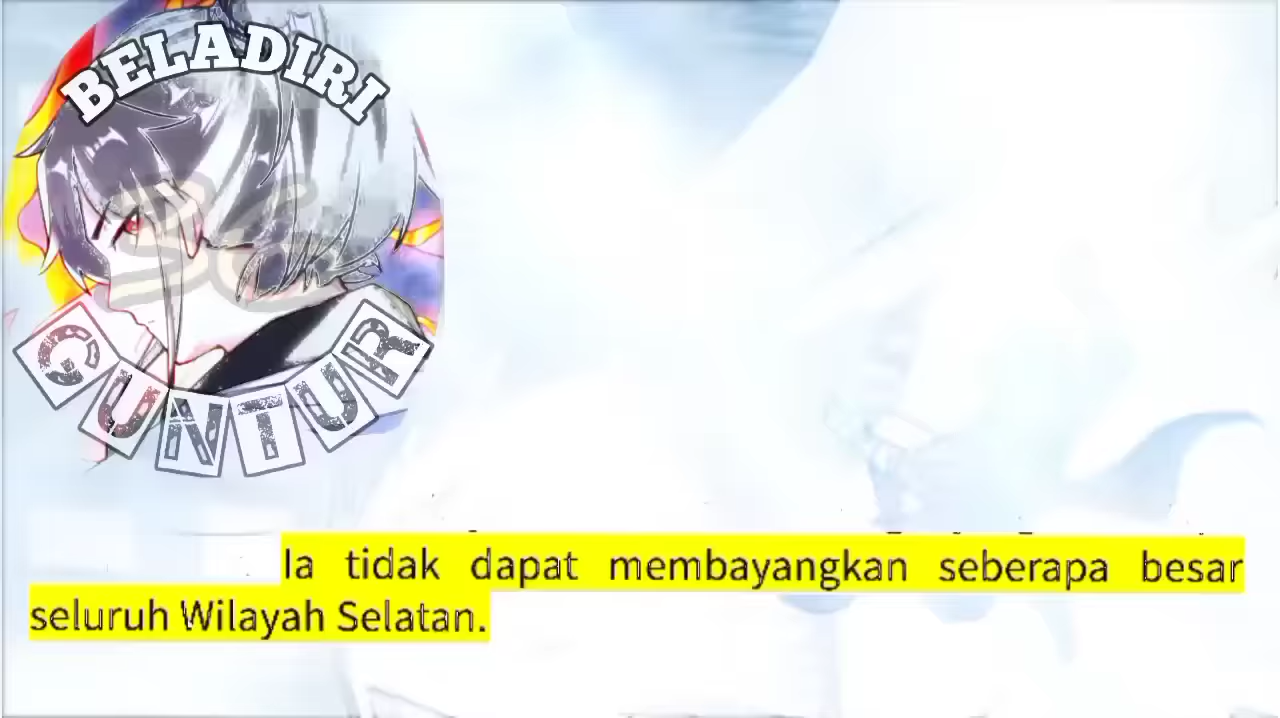 BELADIRI
GUNTUR
Ia tidak dapat membayangkan seberapa besar
seluruh Wilayah Selatan.